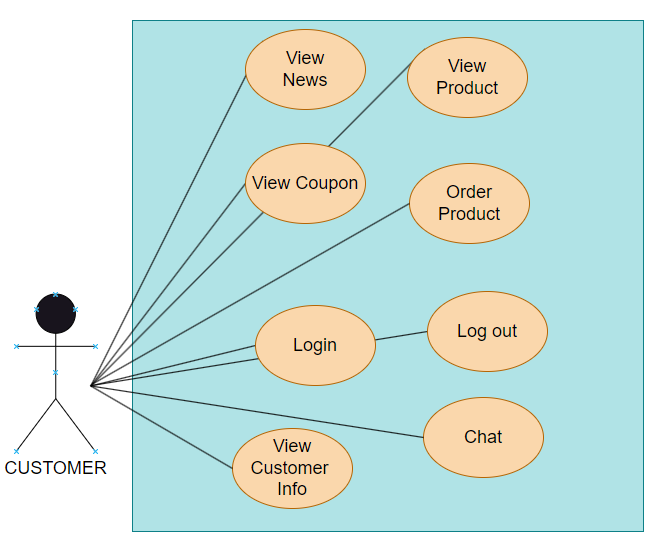 View
News
View
Product
View Coupon
Order
Product
Login
Log out
Chat
View
Customer
Info
CUSTOMER